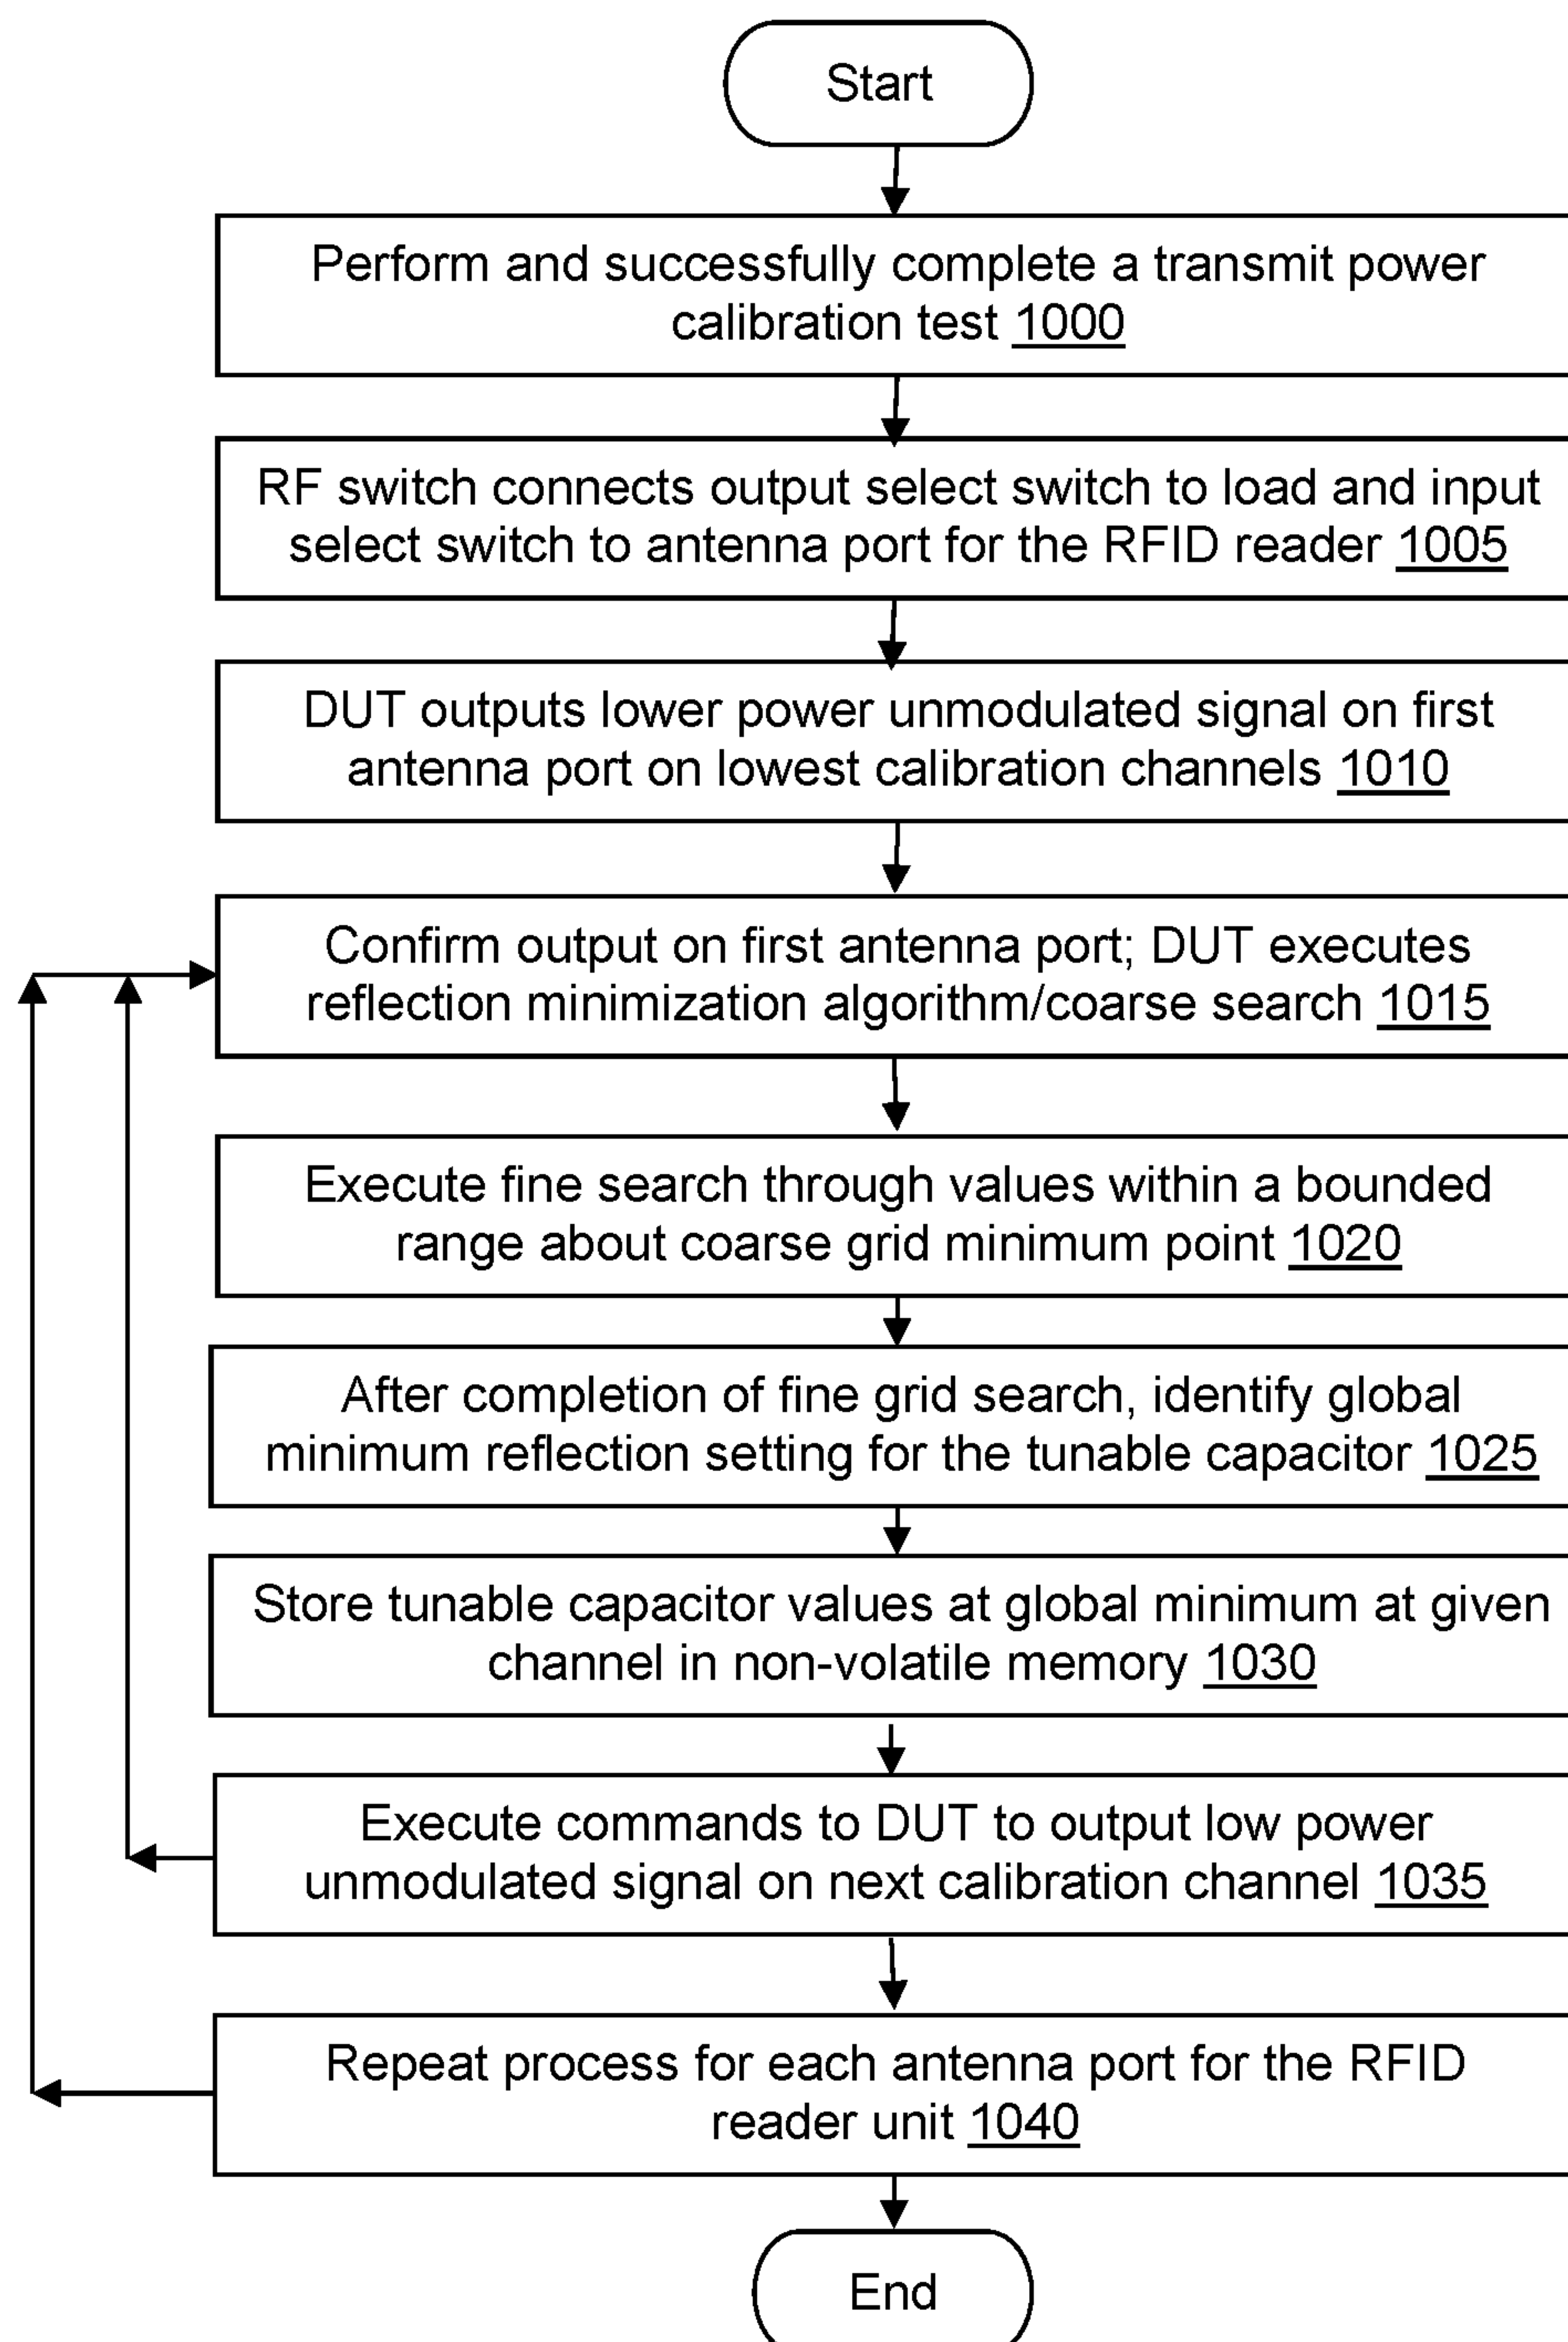 Start
Perform and successfully complete a transmit power
calibration test 1000
RF switch connects output select switch to load and input
select switch to antenna port for the RFID reader 1005
DUT outputs lower power unmodulated signal on first
antenna port on lowest calibration channels 1010
Confirm output on first antenna port; DUT executes
reflection minimization algorithm/coarse search 1015
Execute fine search through values within a bounded
range about coarse grid minimum point 1020
After completion of fine grid search, identify global
minimum reflection setting for the tunable capacitor 1025
Store tunable capacitor values at global minimum at given
channel in non-volatile memory 1030
Execute commands to DUT to output low power
unmodulated signal on next calibration channel 1035
Repeat process for each antenna port for the RFID
reader unit 1040
End